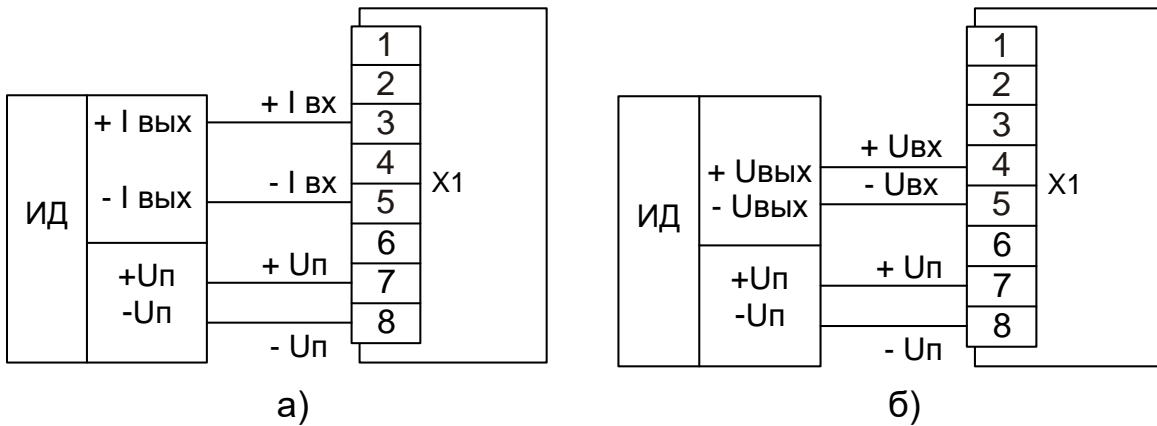 1
2
+ I вых
+ I вх
3
4
X1
- I вых
- I вх
5
ИД
6
+Uп
+ Uп
7
-Uп
8
- Uп
а)
1
2
3
+ Uвх
4
X1
+ Uвых
- Uвх
- Uвых
5
ИД
6
+Uп
+ Uп
7
-Uп
8
- Uп
б)